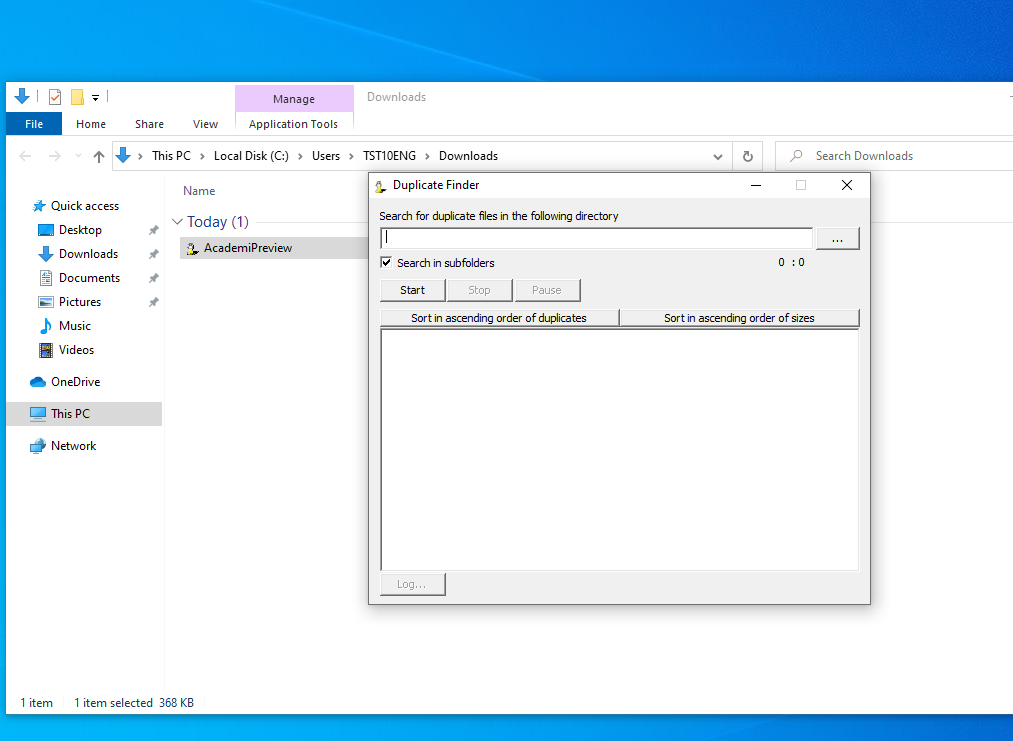 Manage
Downloads
File
Home
Share
View
Application Tools
This PC
Local Disk (C:)
Users
TST10ENG
Downloads
Search Downloads
Quick access
Desktop
Downloads
Documents
Pictures
Music
Videos
OneDrive
This PC
Network
Name
Today (1)
AcademiPreview
Duplicate Finder
Search for duplicate files in the following directory
...
Search in subfolders
0 : 0
Start
Stop
Pause
Sort in ascending order of duplicates
Sort in ascending order of sizes
Log...
1 item
1 item selected 368 KB